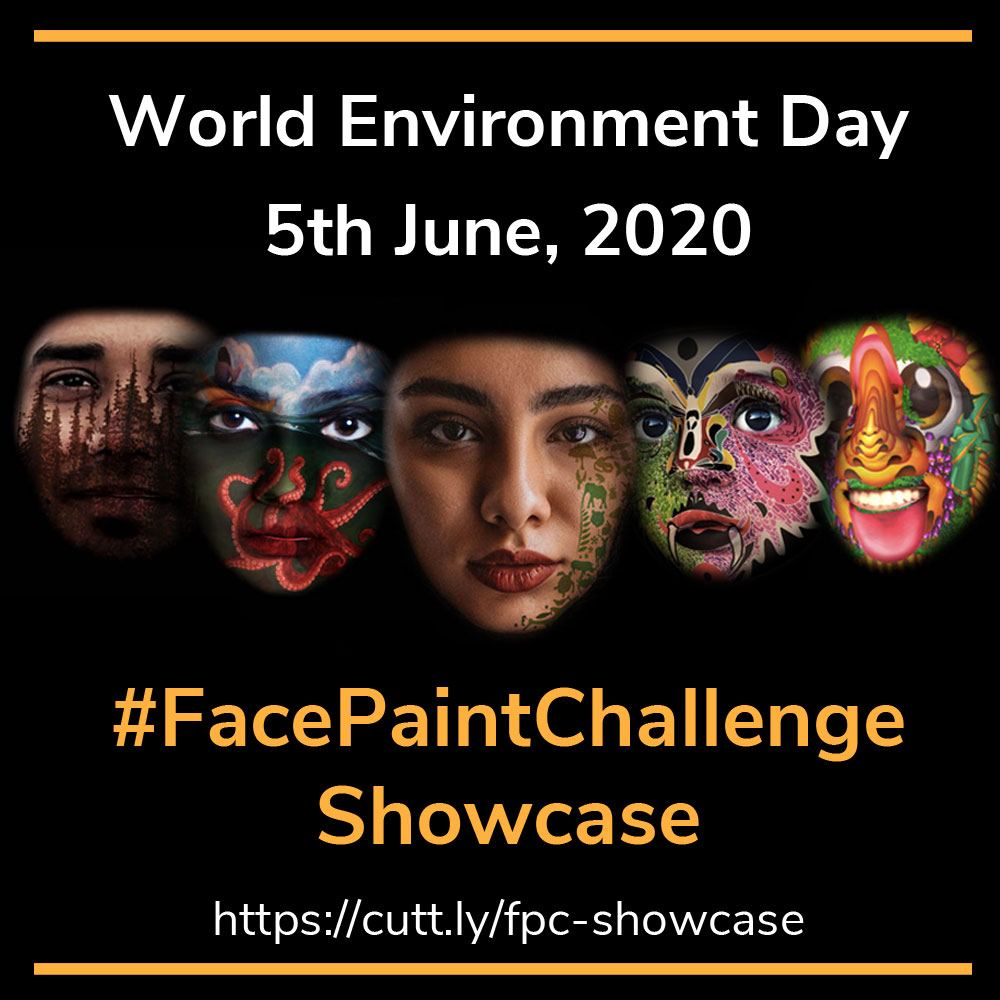 World Environment Day
5th June, 2020
#FacePaintChallenge
Showcase
https://cutt.ly/fpc-showcase